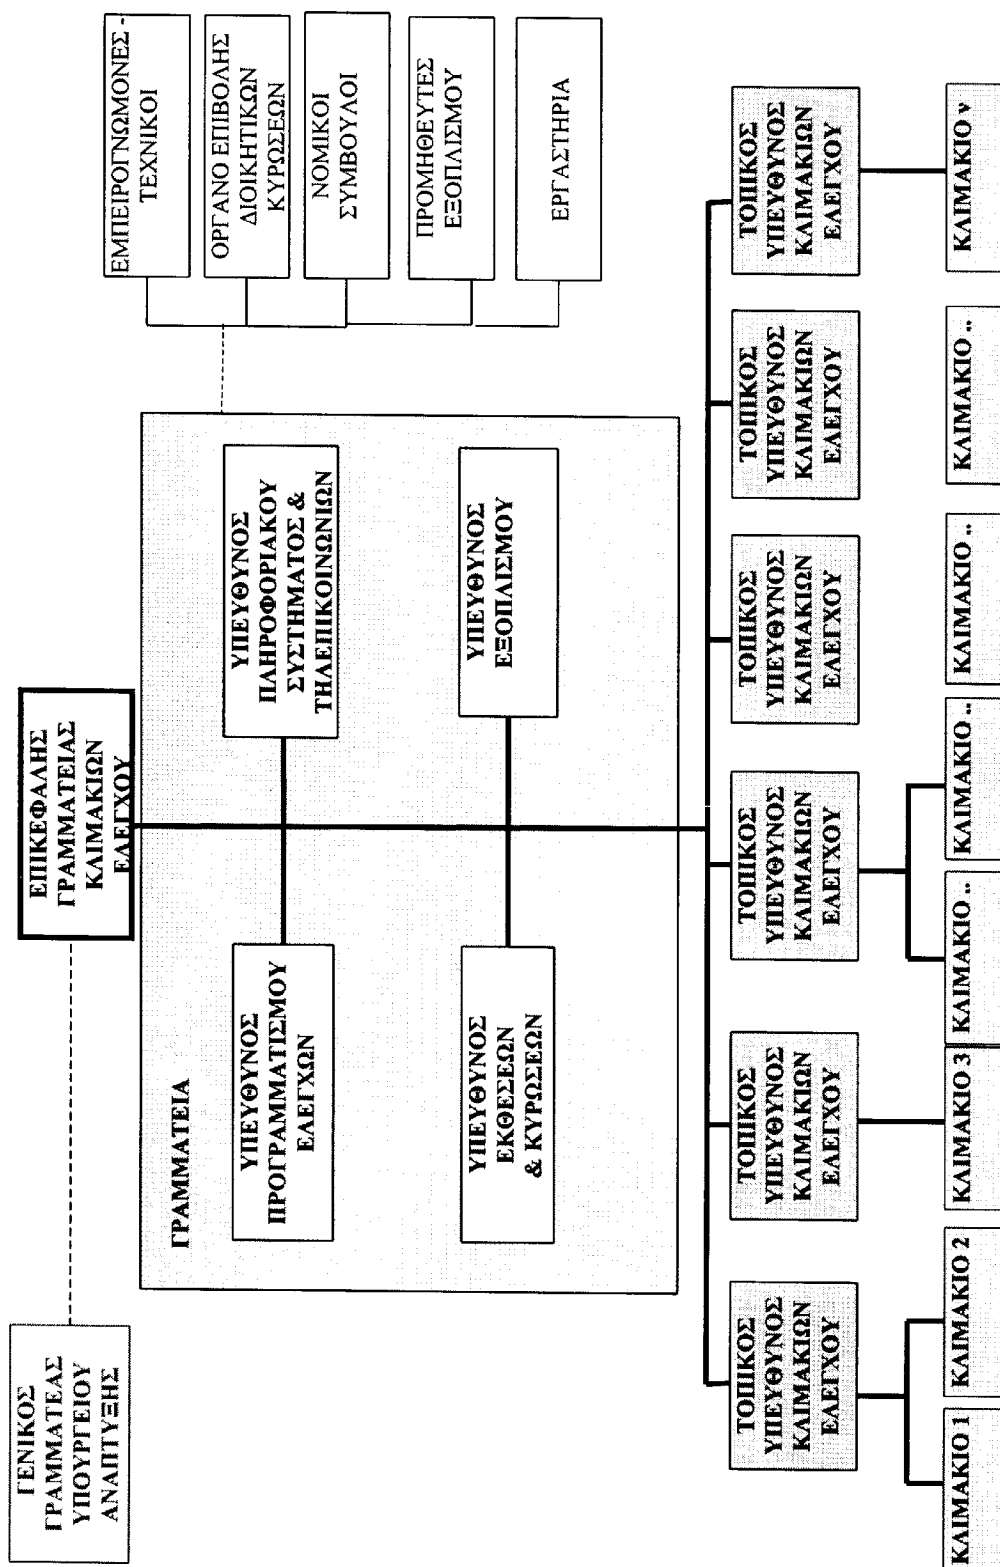 ΓΕΝΙΚΟΣ
ΓΡΑΜΜΑΤΕΑΣ
ΥΠΟΥΡΓΕΙΟΥ
ΑΝΑΠΤΥΞΗΣ
ΕΠΙΚΕΦΑΛΗΣ
ΓΡΑΜΜΑΤΕΙΑΣ
ΚΛΙΜΑΚΙΩΝ
ΕΛΕΓΧΟΥ
ΓΡΑΜΜΑΤΕΙΑ
ΥΠΕΥΘΥΝΟΣ
ΠΡΟΓΡΑΜΜΑΤΙΣΜΟΥ
ΕΛΕΓΧΩΝ
ΥΠΕΥΘΥΝΟΣ
ΠΛΗΡΟΦΟΡΙΑΚΟΥ
ΣΥΣΤΗΜΑΤΟΣ &
ΤΗΛΕΠΙΚΟΙΝΩΝΙΩΝ
ΥΠΕΥΘΥΝΟΣ
ΕΚΘΕΣΕΩΝ
& ΚΥΡΩΣΕΩΝ
ΥΠΕΥΘΥΝΟΣ
ΕΞΟΠΛΙΣΜΟΥ
ΕΜΠΕΙΡΟΓΝΩΜΟΝΕΣ -
ΤΕΧΝΙΚΟΙ
ΟΡΓΑΝΟ ΕΠΙΒΟΛΗΣ
ΔΙΟΙΚΗΤΙΚΩΝ
ΚΥΡΩΣΕΩΝ
ΝΟΜΙΚΟΙ
ΣΥΜΒΟΥΛΟΙ
ΠΡΟΜΗΘΕΥΤΕΣ
ΕΞΟΠΛΙΣΜΟΥ
ΕΡΓΑΣΤΗΡΙΑ
ΤΟΠΙΚΟΣ
ΥΠΕΥΘΥΝΟΣ
ΚΛΙΜΑΚΙΩΝ
ΕΛΕΓΧΟΥ
ΤΟΠΙΚΟΣ
ΥΠΕΥΘΥΝΟΣ
ΚΛΙΜΑΚΙΩΝ
ΕΛΕΓΧΟΥ
ΤΟΠΙΚΟΣ
ΥΠΕΥΘΥΝΟΣ
ΚΛΙΜΑΚΙΩΝ
ΕΛΕΓΧΟΥ
ΤΟΠΙΚΟΣ
ΥΠΕΥΘΥΝΟΣ
ΚΛΙΜΑΚΙΩΝ
ΕΛΕΓΧΟΥ
ΤΟΠΙΚΟΣ
ΥΠΕΥΘΥΝΟΣ
ΚΛΙΜΑΚΙΩΝ
ΕΛΕΓΧΟΥ
ΤΟΠΙΚΟΣ
ΥΠΕΥΘΥΝΟΣ
ΚΛΙΜΑΚΙΩΝ
ΕΛΕΓΧΟΥ
ΚΛΙΜΑΚΙΟ 1
ΚΛΙΜΑΚΙΟ 2
ΚΛΙΜΑΚΙΟ 3
ΚΛΙΜΑΚΙΟ ..
ΚΛΙΜΑΚΙΟ ..
ΚΛΙΜΑΚΙΟ ..
ΚΛΙΜΑΚΙΟ ..
ΚΛΙΜΑΚΙΟ ν